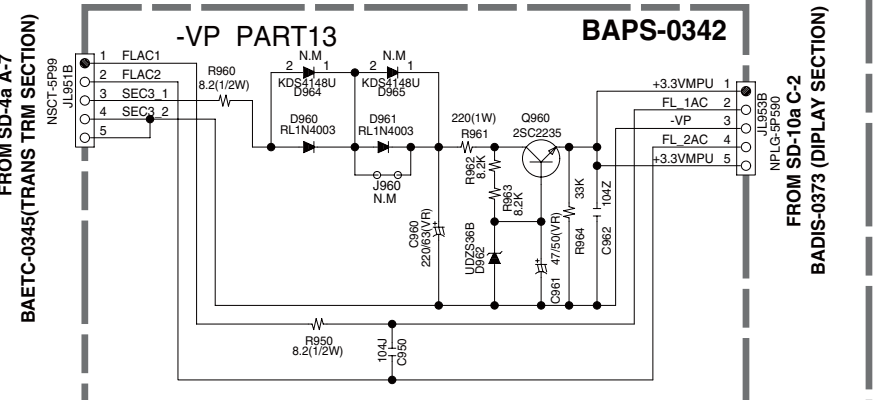 -VP PART13
BAPS-0342
FROM SD-4a A-7
BAETC-0345(TRANS TRM SECTION)
NSCT-5P99
JL951B
1 FLAC1
2 FLAC2
3 SEC3_1
4 SEC3_2
5
R960
8.2(1/2W)
N.M
2 1
KDS4148U
D964
N.M
2 1
KDS4148U
D965
D960
RL1N4003
D961
RL1N4003
J960
N.M
220(1W)
R961
Q960
2SC2235
R962
8.2K
R963
8.2K
C960
220/63(VR)
+
UDZS36B
D962
47/50(VR)
C961
+
33K
R964
104Z
C962
R950
8.2(1/2W)
104J
C950
+3.3VMPU 1
FL_1AC 2
-VP 3
FL_2AC 4
+3.3VMPU 5
JL953B
NPLG-5P590
FROM SD-10a C-2
BADIS-0373 (DIPLAY SECTION)